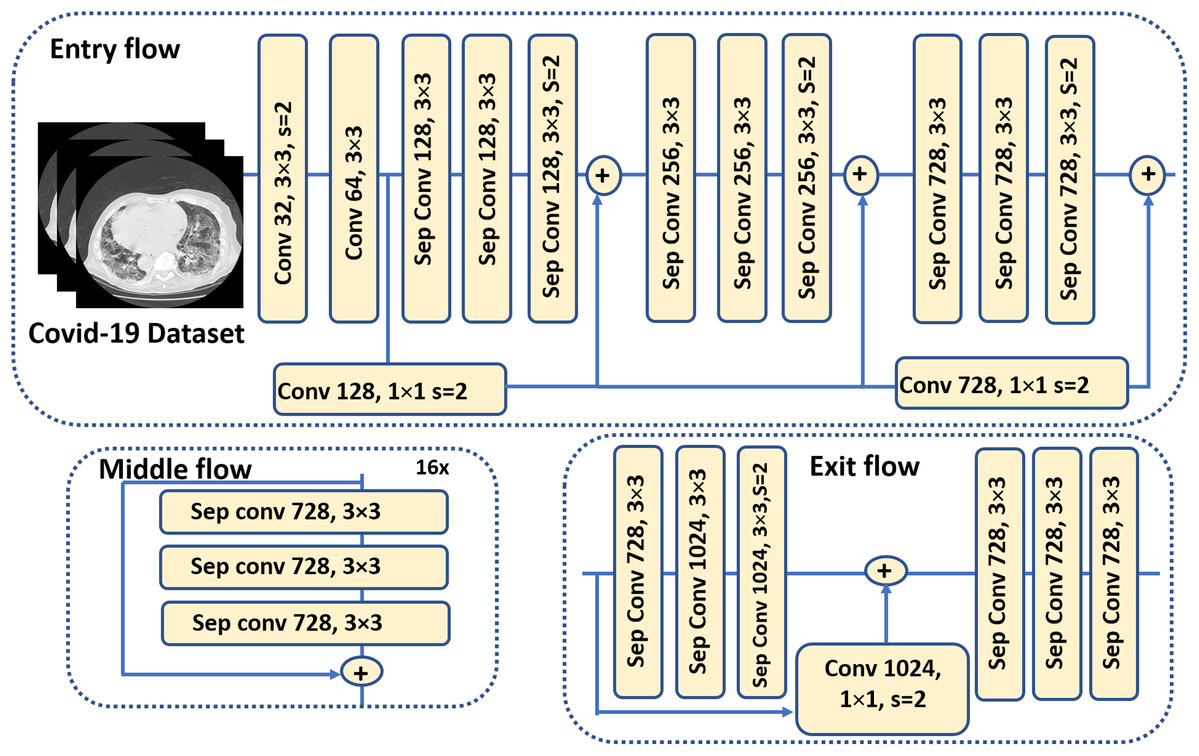 Entry flow
Covid-19 Dataset
Conv 32, 3×3, s=2
Conv 64, 3×3
Sep Conv 128, 3×3
Sep Conv 128, 3×3
Sep Conv 128, 3×3, S=2
+
Sep Conv 256, 3×3
Sep Conv 256, 3×3
Sep Conv 256, 3×3, S=2
+
Sep Conv 728, 3×3
Sep Conv 728, 3×3
Sep Conv 728, 3×3, S=2
+
Conv 128, 1×1 s=2
Conv 728, 1×1 s=2
Middle flow
16x
Sep conv 728, 3×3
Sep conv 728, 3×3
Sep conv 728, 3×3
+
Exit flow
Sep Conv 728, 3×3
Sep Conv 1024, 3×3
Sep Conv 1024, 3×3,S=2
+
Conv 1024,
1×1, s=2
Sep Conv 728, 3×3
Sep Conv 728, 3×3
Sep Conv 728, 3×3